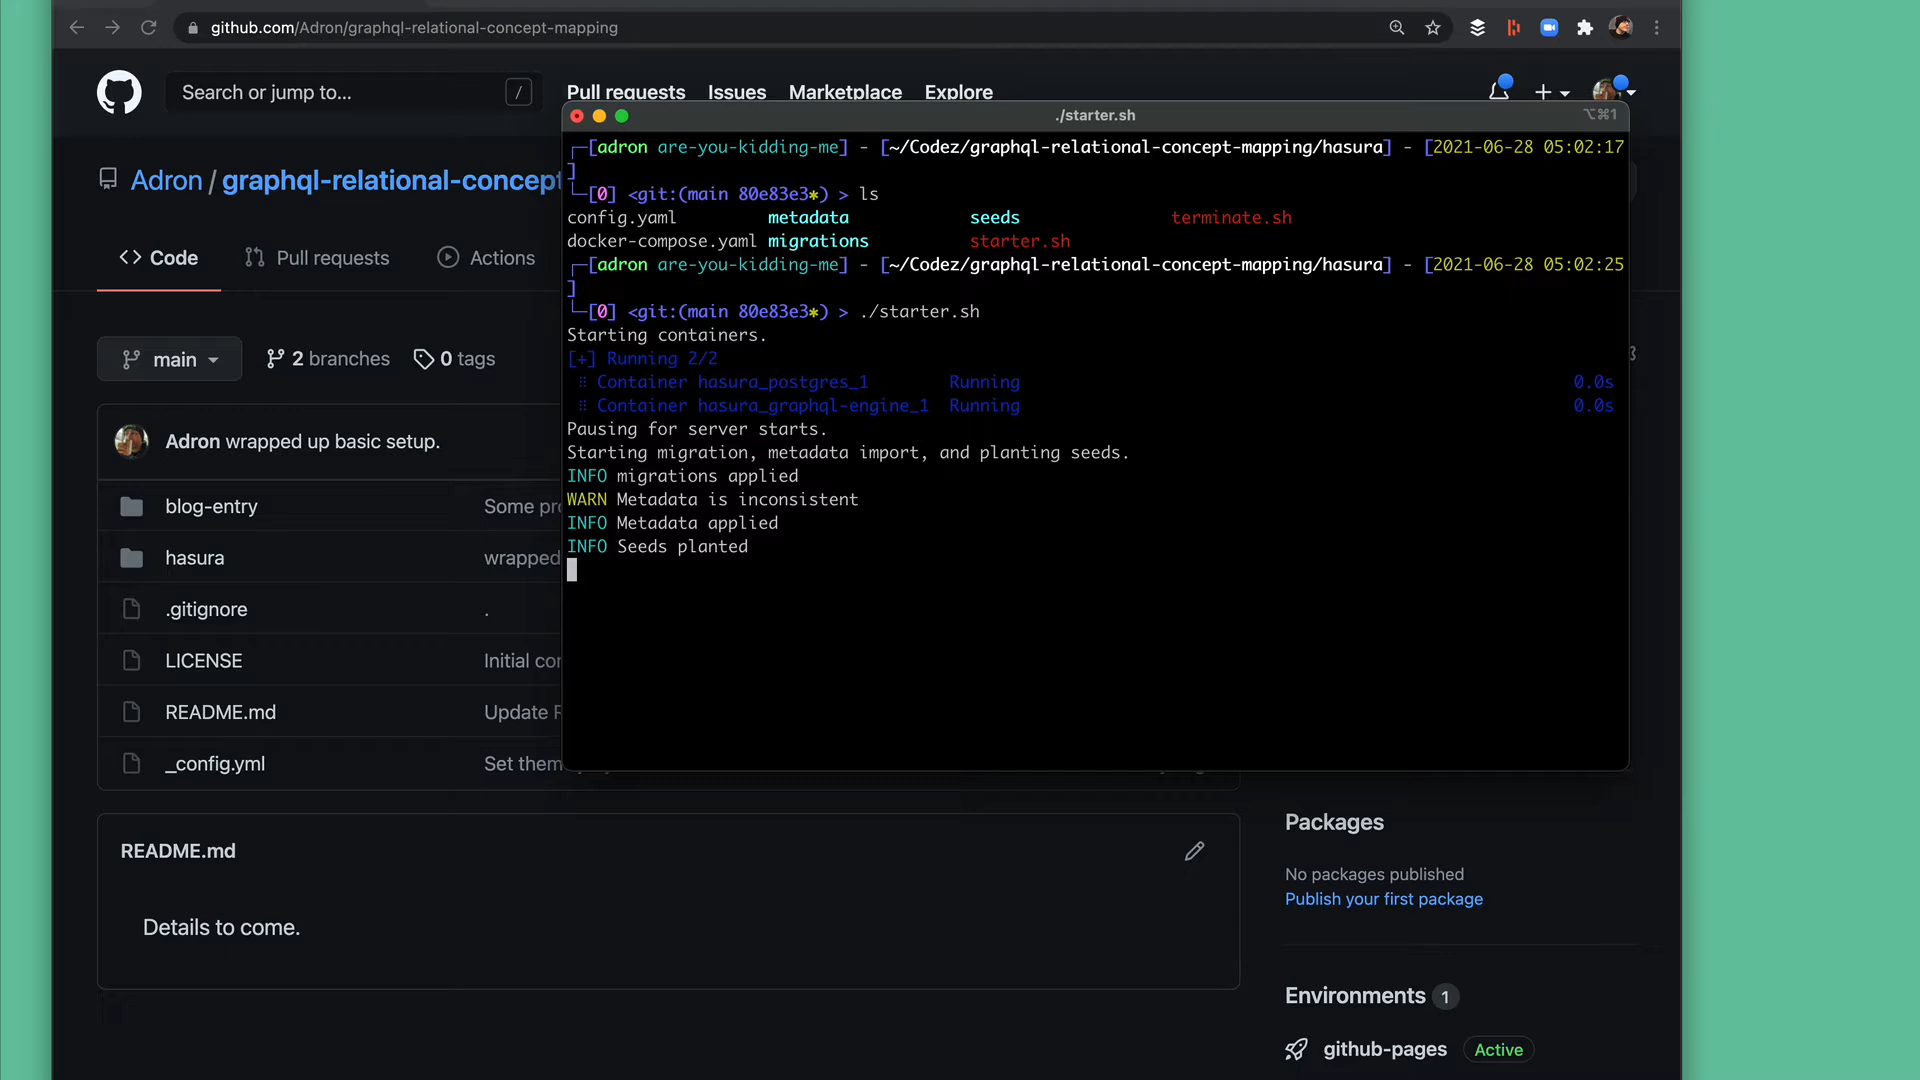 github.com/Adron/graphql-relational-concept-mapping
Search or jump to... /
Pull requests Issues Marketplace Explore
Adron / graphql-relational-concept
Code Pull requests Actions
main 2 branches 0 tags
Adron wrapped up basic setup.
blog-entry Some pr
hasura wrapped
.gitignore .
LICENSE Initial co
README.md Update
_config.yml Set them
README.md
Details to come.
./starter.sh ⌥⌘1
┌─[adron are-you-kidding-me] - [~/Codez/graphql-relational-concept-mapping/hasura] - [2021-06-28 05:02:17
]
└─[0] <git:(main 80e83e3*) > ls
config.yaml metadata seeds terminate.sh
docker-compose.yaml migrations starter.sh
┌─[adron are-you-kidding-me] - [~/Codez/graphql-relational-concept-mapping/hasura] - [2021-06-28 05:02:25
]
└─[0] <git:(main 80e83e3*) > ./starter.sh
Starting containers.
[+] Running 2/2
⠿ Container hasura_postgres_1 Running 0.0s
⠿ Container hasura_graphql-engine_1 Running 0.0s
Pausing for server starts.
Starting migration, metadata import, and planting seeds.
INFO migrations applied
WARN Metadata is inconsistent
INFO Metadata applied
INFO Seeds planted
Packages
No packages published
Publish your first package
Environments 1
github-pages Active